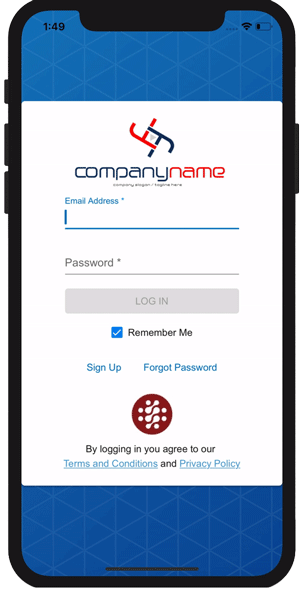 1:49
companyname
company slogan / tagline here
Email Address *
Password *
LOG IN
Remember Me
Sign Up Forgot Password
By logging in you agree to our
Terms and Conditions and Privacy Policy